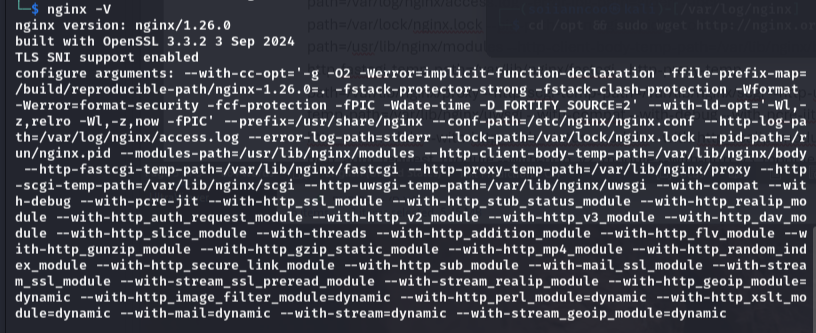 └─$ nginx -V
nginx version: nginx/1.26.0
built with OpenSSL 3.3.2 3 Sep 2024
TLS SNI support enabled
configure arguments: --with-cc-opt='-g -O2 -Werror=implicit-function-declaration -ffile-prefix-map=
/build/reproducible-path/nginx-1.26.0=. -fstack-protector-strong -fstack-clash-protection -Wformat
-Werror=format-security -fcf-protection -fPIC -Wdate-time -D_FORTIFY_SOURCE=2' --with-ld-opt='-Wl,-
z,relro -Wl,-z,now -fPIC' --prefix=/usr/share/nginx --conf-path=/etc/nginx/nginx.conf --http-log-pa
th=/var/log/nginx/access.log --error-log-path=stderr --lock-path=/var/lock/nginx.lock --pid-path=/r
un/nginx.pid --modules-path=/usr/lib/nginx/modules --http-client-body-temp-path=/var/lib/nginx/body
 --http-fastcgi-temp-path=/var/lib/nginx/fastcgi --http-proxy-temp-path=/var/lib/nginx/proxy --http
-scgi-temp-path=/var/lib/nginx/scgi --http-uwsgi-temp-path=/var/lib/nginx/uwsgi --with-compat --wit
h-debug --with-pcre-jit --with-http_ssl_module --with-http_stub_status_module --with-http_realip_mo
dule --with-http_auth_request_module --with-http_v2_module --with-http_v3_module --with-http_dav_mo
dule --with-http_slice_module --with-threads --with-http_addition_module --with-http_flv_module --w
ith-http_gunzip_module --with-http_gzip_static_module --with-http_mp4_module --with-http_random_ind
ex_module --with-http_secure_link_module --with-http_sub_module --with-mail_ssl_module --with-strea
m_ssl_module --with-stream_ssl_preread_module --with-stream_realip_module --with-http_geoip_module=
dynamic --with-http_image_filter_module=dynamic --with-http_perl_module=dynamic --with-http_xslt_mo
dule=dynamic --with-mail=dynamic --with-stream=dynamic --with-stream_geoip_module=dynamic